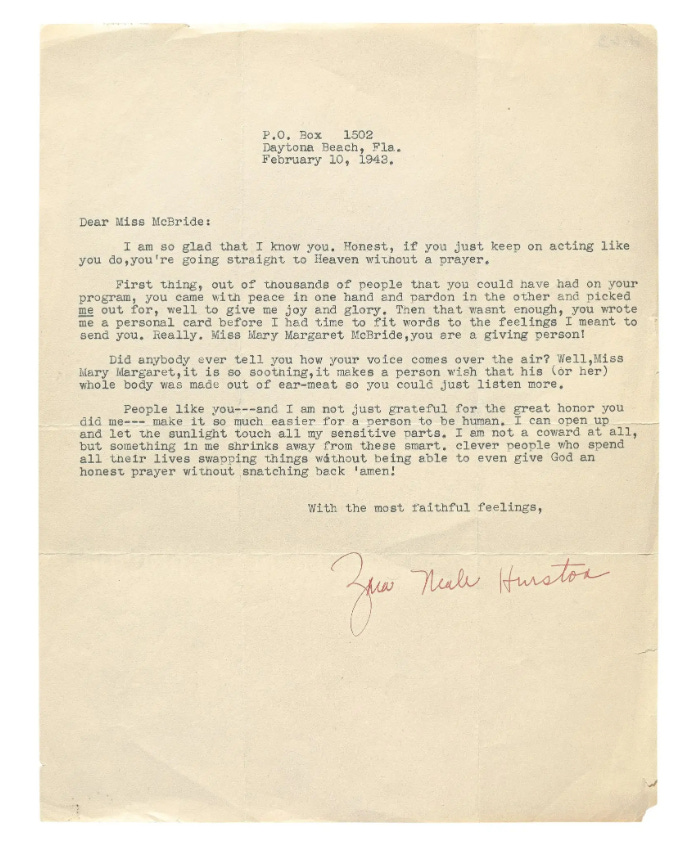 P.O. Box 1502
Daytona Beach, Fla.
February 10, 1943.
Dear Miss McBride:
I am so glad that I know you. Honest, if you just keep on acting like
you do,you're going straight to Heaven without a prayer.
First thing, out of thousands of people that you could have had on your
program, you came with peace in one hand and pardon in the other and picked
me out for, well to give me joy and glory. Then that wasnt enough, you wrote
me a personal card before I had time to fit words to the feelings I meant to
send you. Really. Miss Mary Margaret McBride,you are a giving person!
Did anybody ever tell you how your voice comes over the air? Well,Miss
Mary Margaret,it is so soothing,it makes a person wish that his (or her)
whole body was made out of ear-meat so you could just listen more.
People like you---and I am not just grateful for the great honor you
did me--- make it so much easier for a person to be human. I can open up
and let the sunlight touch all my sensitive parts. I am not a coward at all,
but something in me shrinks away from these smart. clever people who spend
all their lives swapping things without being able to even give God an
honest prayer without snatching back 'amen!
With the most faithful feelings,
Zora Neale Hurston